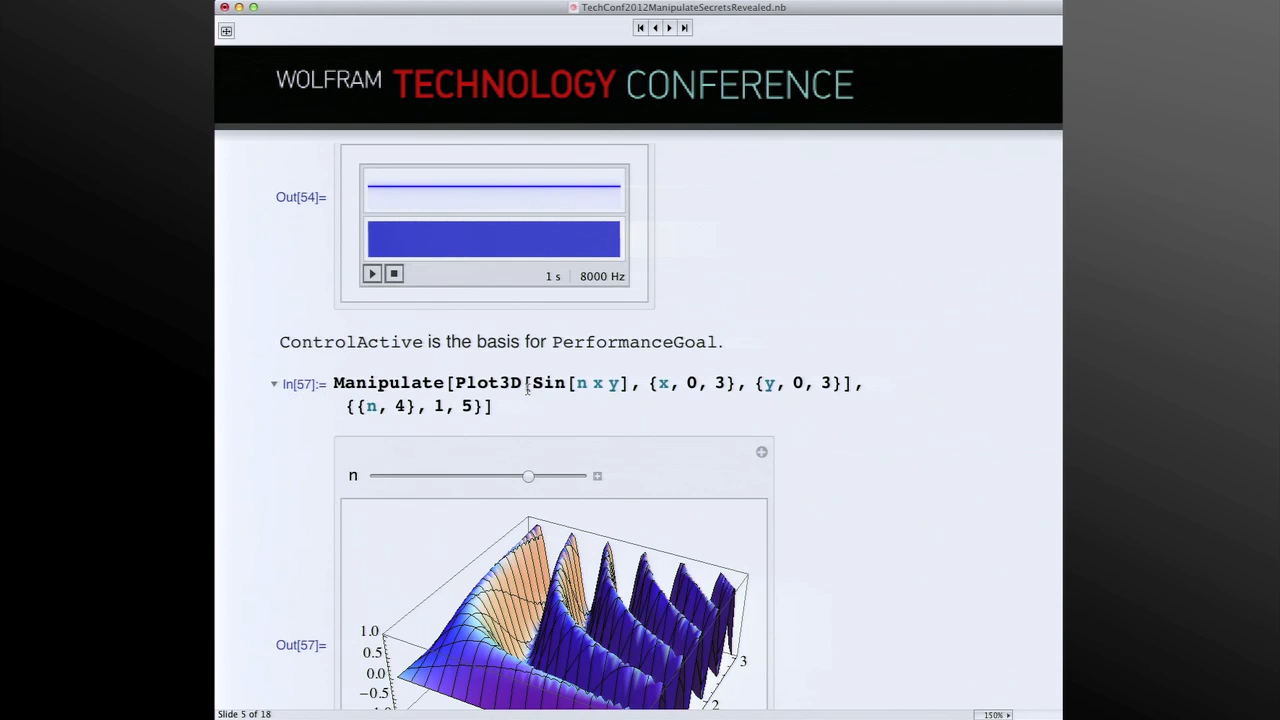 TechConf2012ManipulateSecretsRevealed.nb
WOLFRAM TECHNOLOGY CONFERENCE
Out[54]=
1 s 8000 Hz
ControlActive is the basis for PerformanceGoal.
In[57]:= Manipulate[Plot3D[Sin[n x y], {x, 0, 3}, {y, 0, 3}],
{{n, 4}, 1, 5}]
n
Out[57]=
1.0
0.5
0.0
−0.5
3
2
Slide 5 of 18
150%